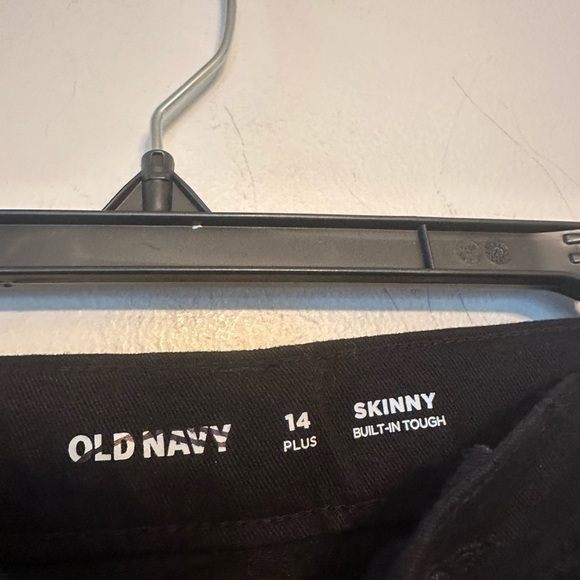 OLD NAVY
14
PLUS
SKINNY
BUILT-IN TOUGH